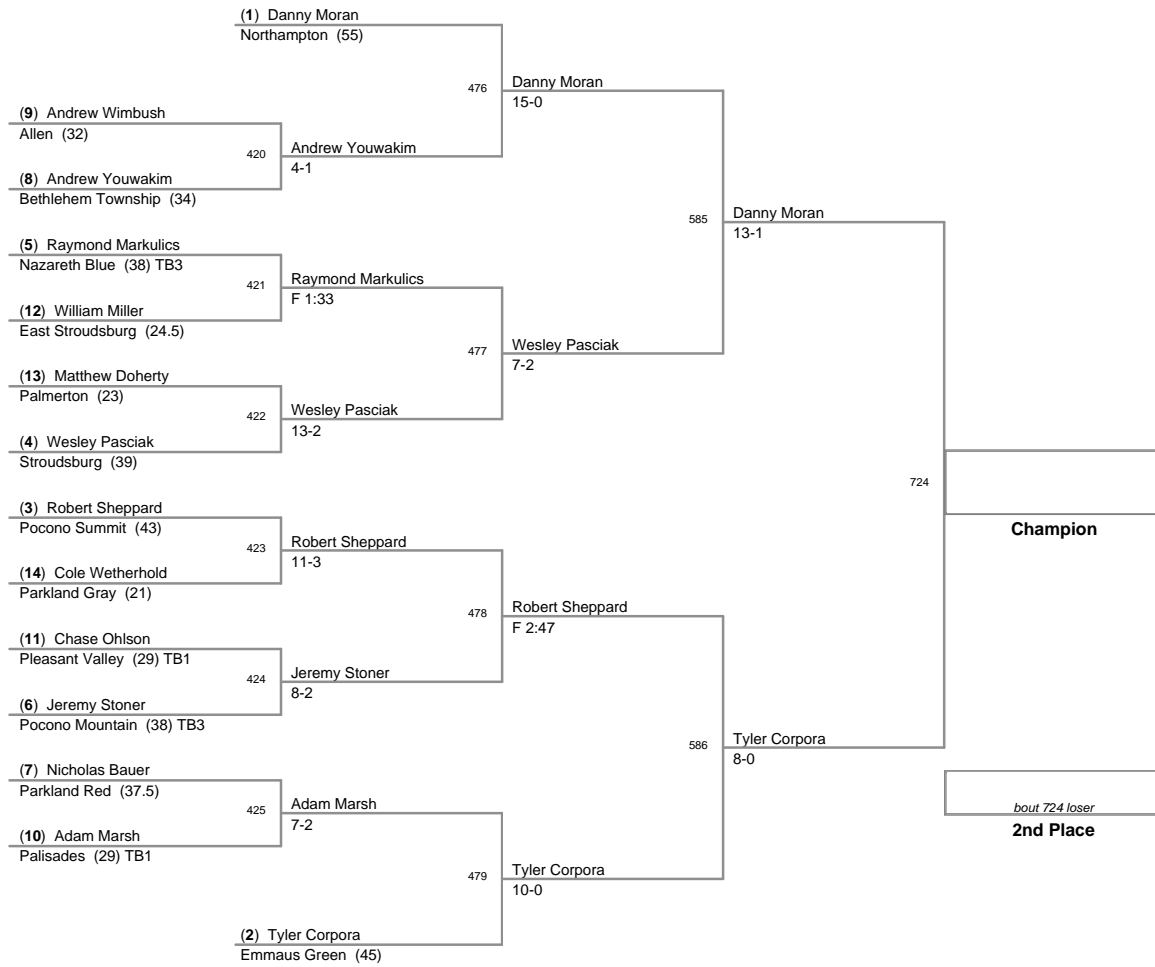 (1) Danny Moran
Northampton (55)
476
Danny Moran
15-0
(9) Andrew Wimbush
Allen (32)
420
Andrew Youwakim
4-1
(8) Andrew Youwakim
Bethlehem Township (34)
585
Danny Moran
13-1
(5) Raymond Markulics
Nazareth Blue (38) TB3
421
Raymond Markulics
F 1:33
(12) William Miller
East Stroudsburg (24.5)
477
Wesley Pasciak
7-2
(13) Matthew Doherty
Palmerton (23)
422
Wesley Pasciak
13-2
(4) Wesley Pasciak
Stroudsburg (39)
724
Champion
(3) Robert Sheppard
Pocono Summit (43)
423
Robert Sheppard
11-3
(14) Cole Wetherhold
Parkland Gray (21)
478
Robert Sheppard
F 2:47
(11) Chase Ohlson
Pleasant Valley (29) TB1
424
Jeremy Stoner
8-2
(6) Jeremy Stoner
Pocono Mountain (38) TB3
586
Tyler Corpora
8-0
(7) Nicholas Bauer
Parkland Red (37.5)
425
Adam Marsh
7-2
bout 724 loser
2nd Place
(10) Adam Marsh
Palisades (29) TB1
479
Tyler Corpora
10-0
(2) Tyler Corpora
Emmaus Green (45)